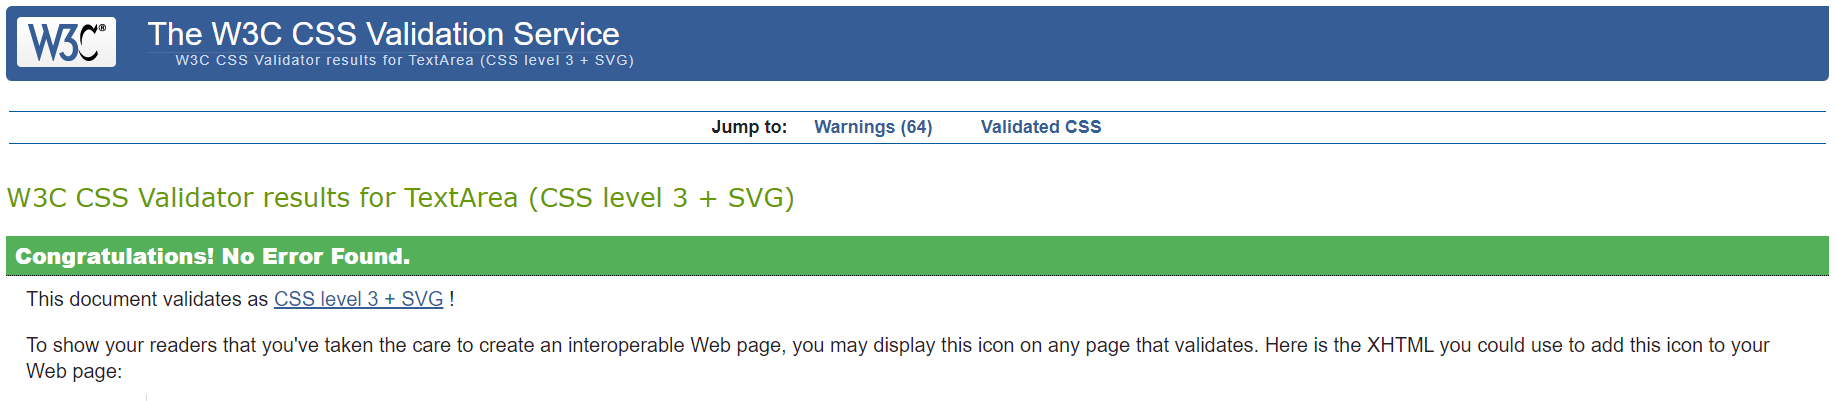 W3C®
The W3C CSS Validation Service
W3C CSS Validator results for TextArea (CSS level 3 + SVG)
Jump to: Warnings (64) Validated CSS
W3C CSS Validator results for TextArea (CSS level 3 + SVG)
Congratulations! No Error Found.
This document validates as CSS level 3 + SVG !
To show your readers that you've taken the care to create an interoperable Web page, you may display this icon on any page that validates. Here is the XHTML you could use to add this icon to your
Web page: